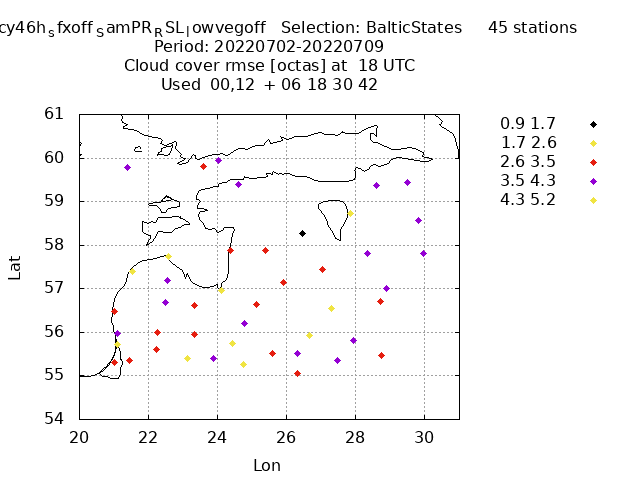 cy46h_sfxoff_SamPR_RSL_lowvegoff Selection: BalticStates 45 stations
Period: 20220702-20220709
Cloud cover rmse [octas] at 18 UTC
Used 00,12 + 06 18 30 42
61
0.9 1.7
1.7 2.6
60
2.6 3.5
3.5 4.3
59
4.3 5.2
58
Lat
57
56
55
54
20 22 24 26 28 30
Lon